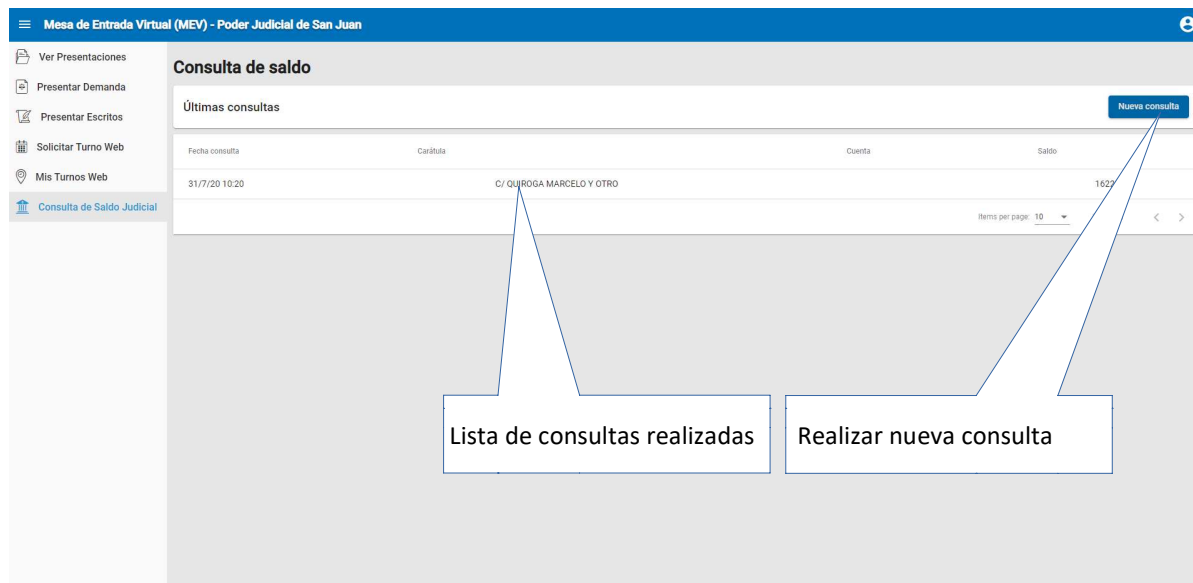 Mesa de Entrada Virtual (MEV) - Poder Judicial de San Juan
Ver Presentaciones
Presentar Demanda
Presentar Escritos
Solicitar Turno Web
Mis Turnos Web
Consulta de Saldo Judicial
Consulta de saldo
Últimas consultas
Nueva consulta
Fecha consulta Carátula Cuenta Saldo
31/7/20 10:20 C/ QUIROGA MARCELO Y OTRO 1622
Items per page: 10
Lista de consultas realizadas
Realizar nueva consulta